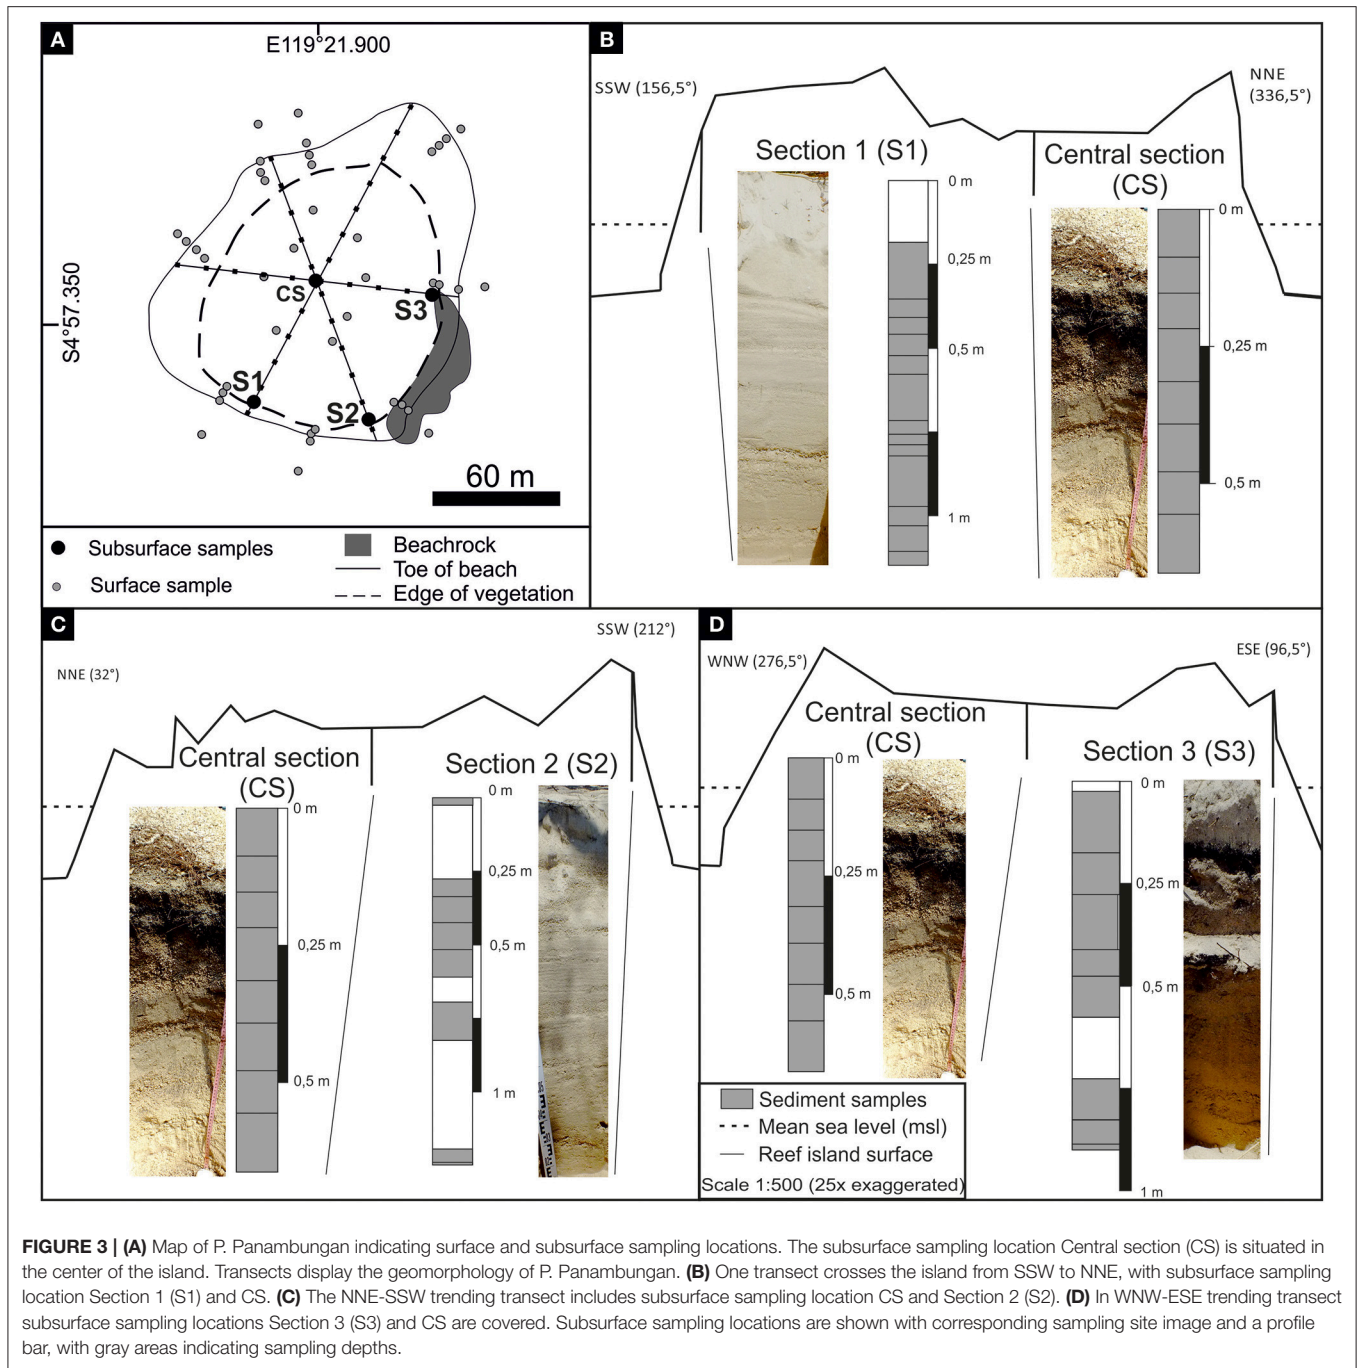 A
E119°21.900
S4°57.350
CS
S3
S1
S2
60 m
Subsurface samples
Surface sample
Beachrock
Toe of beach
Edge of vegetation
B
SSW (156,5°)
NNE
(336,5°)
Section 1 (S1)
0 m
0,25 m
0,5 m
1 m
Central section
(CS)
0 m
0,25 m
0,5 m
C
NNE (32°)
SSW (212°)
Central section
(CS)
0 m
0,25 m
0,5 m
Section 2 (S2)
0 m
0,25 m
0,5 m
1 m
D
WNW (276,5°)
ESE (96,5°)
Central section
(CS)
0 m
0,25 m
0,5 m
Section 3 (S3)
0 m
0,25 m
0,5 m
1 m
Sediment samples
Mean sea level (msl)
Reef island surface
Scale 1:500 (25x exaggerated)
FIGURE 3 | (A) Map of P. Panambungan indicating surface and subsurface sampling locations. The subsurface sampling location Central section (CS) is situated in
the center of the island. Transects display the geomorphology of P. Panambungan. (B) One transect crosses the island from SSW to NNE, with subsurface sampling
location Section 1 (S1) and CS. (C) The NNE-SSW trending transect includes subsurface sampling location CS and Section 2 (S2). (D) In WNW-ESE trending transect
subsurface sampling locations Section 3 (S3) and CS are covered. Subsurface sampling locations are shown with corresponding sampling site image and a profile
bar, with gray areas indicating sampling depths.